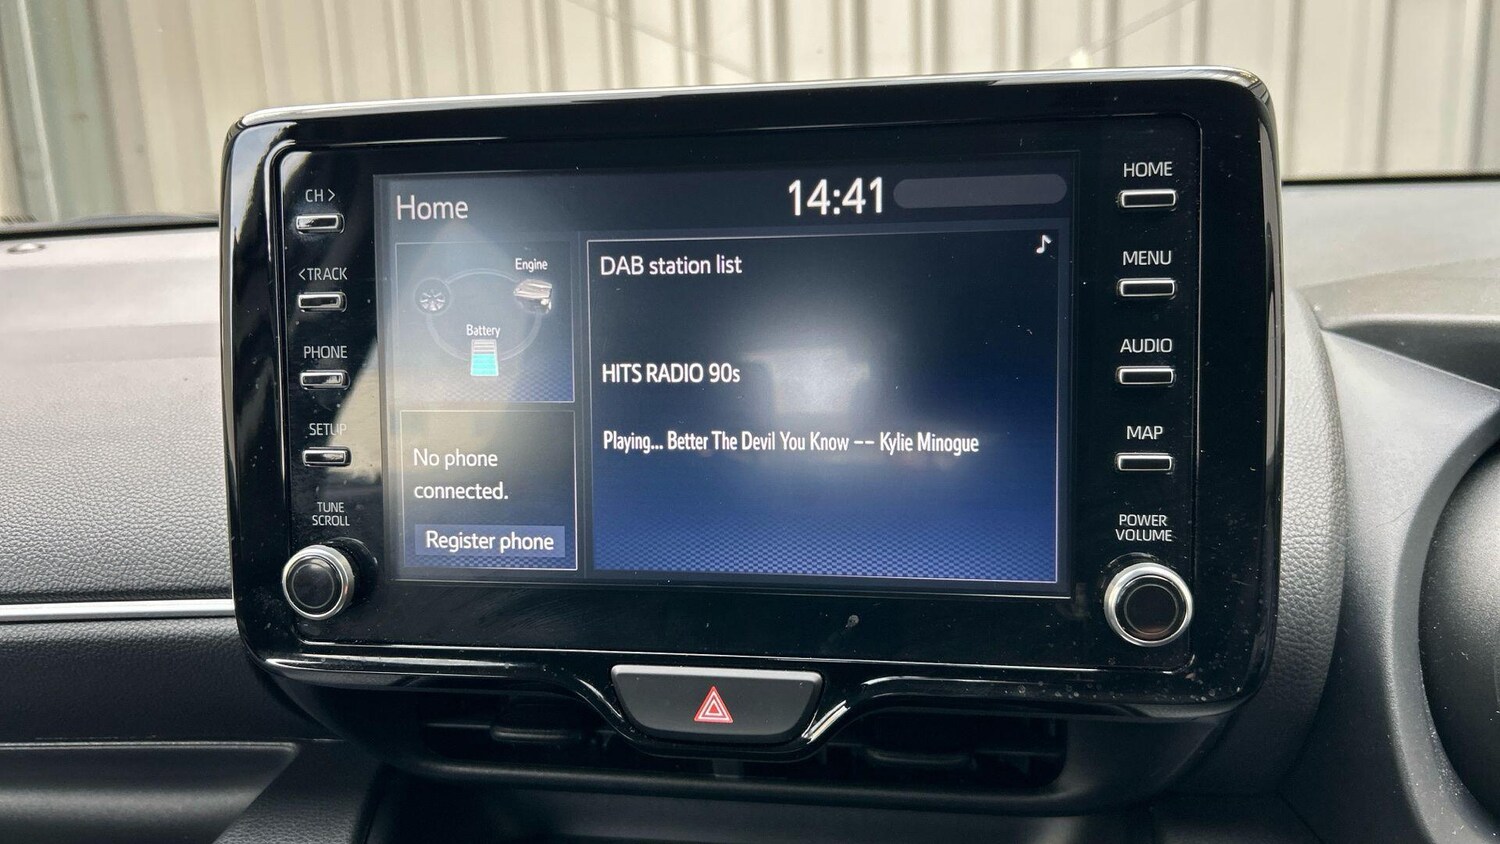 CH >
< TRACK
PHONE
SETUP
TUNE
SCROLL
Home
14:41
Engine
Battery
No phone
connected.
Register phone
DAB station list
HITS RADIO 90s
Playing... Better The Devil You Know -- Kylie Minogue
HOME
MENU
AUDIO
MAP
POWER
VOLUME